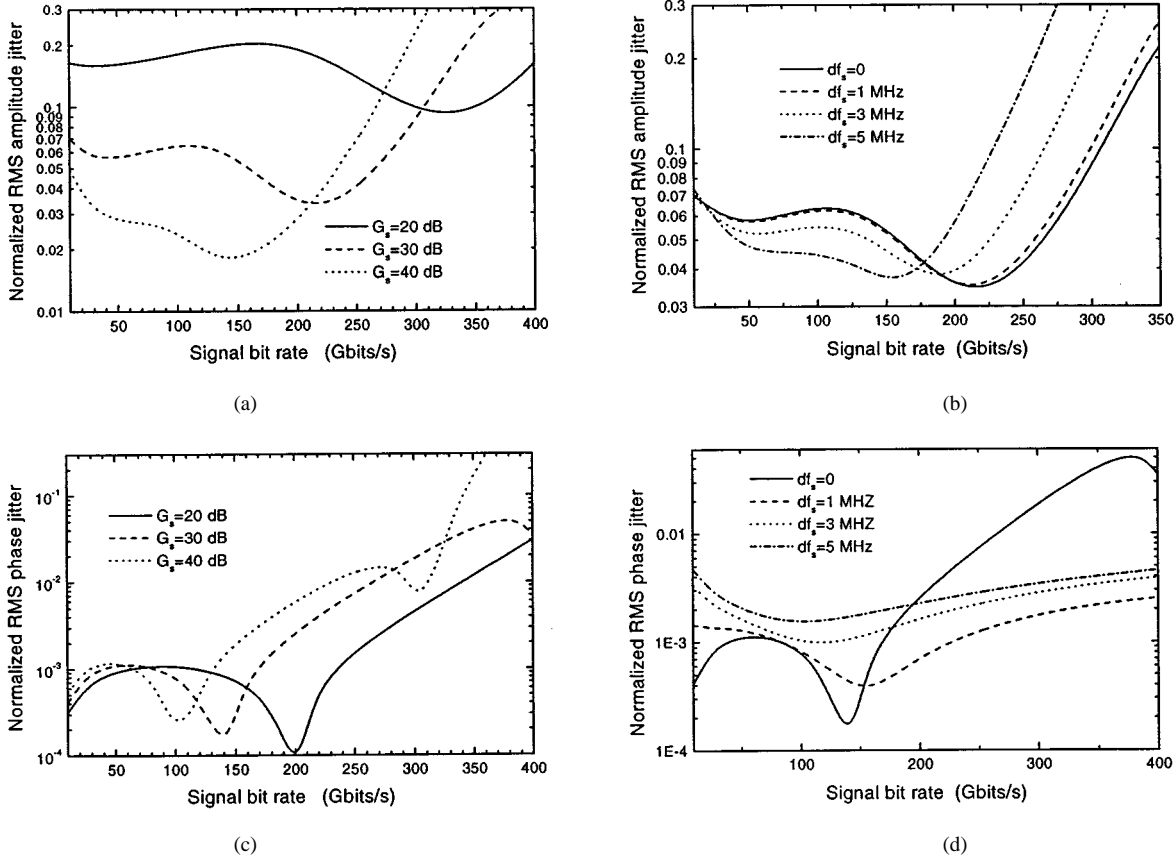 Normalized RMS amplitude jitter
0.3
0.2
0.1
0.09
0.08
0.07
0.06
0.05
0.04
0.03
0.02
0.01
G_s=20 dB
G_s=30 dB
G_s=40 dB
50 100 150 200 250 300 350 400
Signal bit rate (Gbits/s)
(a)
Normalized RMS amplitude jitter
0.3
0.2
0.1
0.09
0.08
0.07
0.06
0.05
0.04
0.03
df_s=0
df_s=1 MHz
df_s=3 MHz
df_s=5 MHz
50 100 150 200 250 300 350
Signal bit rate (Gbits/s)
(b)
Normalized RMS phase jitter
10^-1
10^-2
10^-3
10^-4
G_s=20 dB
G_s=30 dB
G_s=40 dB
50 100 150 200 250 300 350 400
Signal bit rate (Gbits/s)
(c)
Normalized RMS phase jitter
0.01
1E-3
1E-4
df_s=0
df_s=1 MHZ
df_s=3 MHZ
df_s=5 MHz
100 200 300 400
Signal bit rate (Gbits/s)
(d)